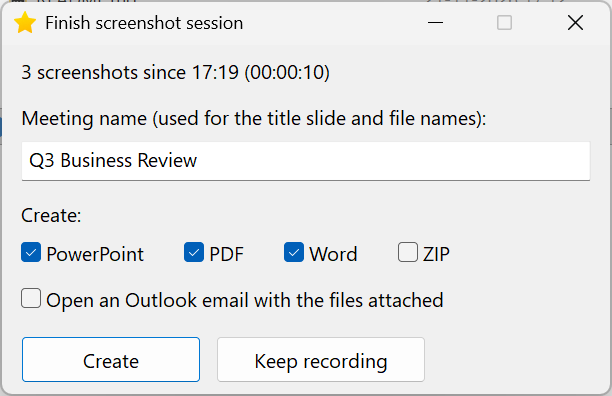 Finish screenshot session
3 screenshots since 17:19 (00:00:10)
Meeting name (used for the title slide and file names):
Q3 Business Review
Create:
PowerPoint PDF Word ZIP
Open an Outlook email with the files attached
Create Keep recording